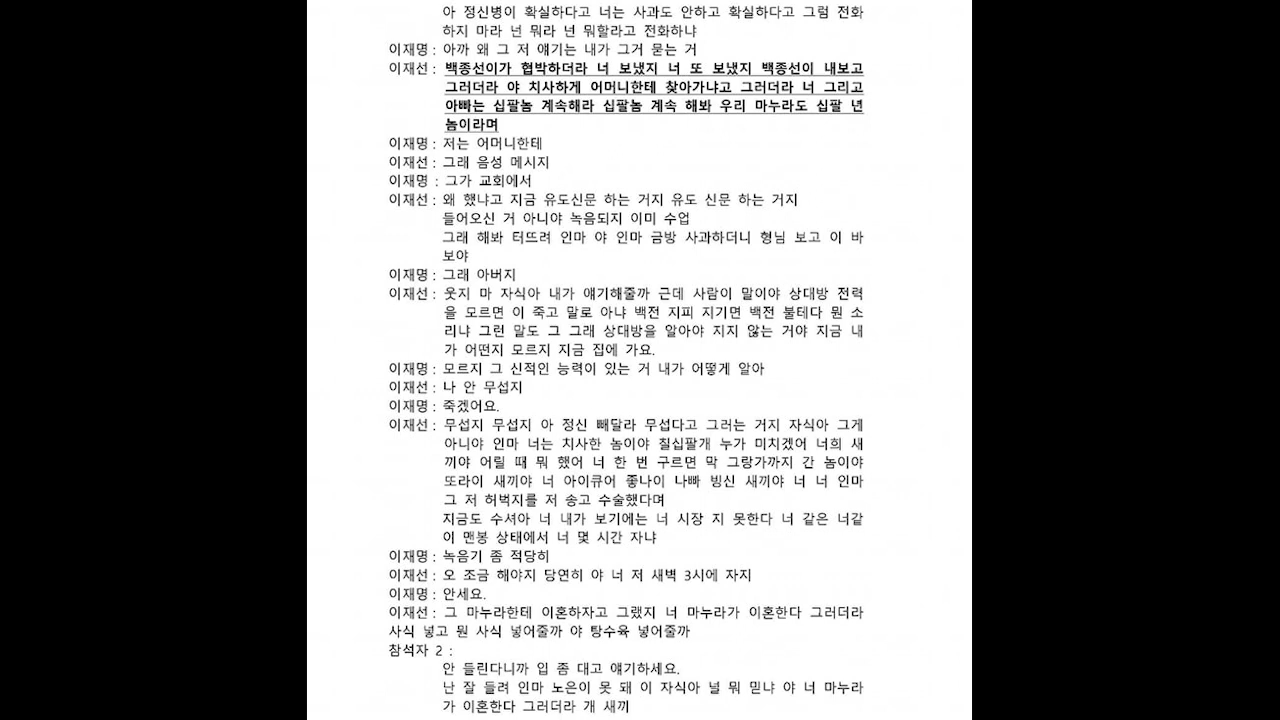 아 정신병이 확실하다고 너는 사과도 안하고 확실하다고 그럼 전화
하지 마라 넌 뭐라 넌 뭐할라고 전화하냐
이재명 : 아까 왜 그 저 얘기는 내가 그거 묻는 거
이재선 : 백종선이가 협박하더라 너 보냈지 너 또 보냈지 백종선이 내보고
그러더라 야 치사하게 어머니한테 찾아가냐고 그러더라 너 그리고
아빠는 십팔놈 계속해라 십팔놈 계속 해봐 우리 마누라도 십팔 년
놈이라며
이재명 : 저는 어머니한테
이재선 : 그래 음성 메시지
이재명 : 그가 교회에서
이재선 : 왜 했냐고 지금 유도신문 하는 거지 유도 신문 하는 거지
들어오신 거 아니야 녹음되지 이미 수업
그래 해봐 터뜨려 인마 야 인마 금방 사과하더니 형님 보고 이 바
보야
이재명 : 그래 아버지
이재선 : 웃지 마 자식아 내가 얘기해줄까 근데 사람이 말이야 상대방 전력
을 모르면 이 죽고 말로 아냐 백전 지피 지기면 백전 불테다 뭔 소
리냐 그런 말도 그 그래 상대방을 알아야 지지 않는 거야 지금 내
가 어떤지 모르지 지금 집에 가요.
이재명 : 모르지 그 신적인 능력이 있는 거 내가 어떻게 알아
이재선 : 나 안 무섭지
이재명 : 죽겠어요.
이재선 : 무섭지 무섭지 아 정신 빼달라 무섭다고 그러는 거지 자식아 그게
아니야 인마 너는 치사한 놈이야 칠십팔개 누가 미치겠어 너희 새
끼야 어릴 때 뭐 했어 너 한 번 구르면 막 그랑가까지 간 놈이야
또라이 새끼야 너 아이큐어 좋나이 나빠 빙신 새끼야 너 너 인마
그 저 허벅지를 저 송고 수술했다며
지금도 수셔아 너 내가 보기에는 너 시장 지 못한다 너 같은 너같
이 맨붕 상태에서 너 몇 시간 자냐
이재명 : 녹음기 좀 적당히
이재선 : 오 조금 해야지 당연히 야 너 저 새벽 3시에 자지
이재명 : 안세요.
이재선 : 그 마누라한테 이혼하자고 그랬지 너 마누라가 이혼한다 그러더라
사식 넣고 뭔 사식 넣어줄까 야 탕수육 넣어줄까
참석자 2 :
안 들린다니까 입 좀 대고 얘기하세요.
난 잘 들려 인마 노은이 못 돼 이 자식아 널 뭐 믿냐 야 너 마누라
가 이혼한다 그러더라 개 새끼